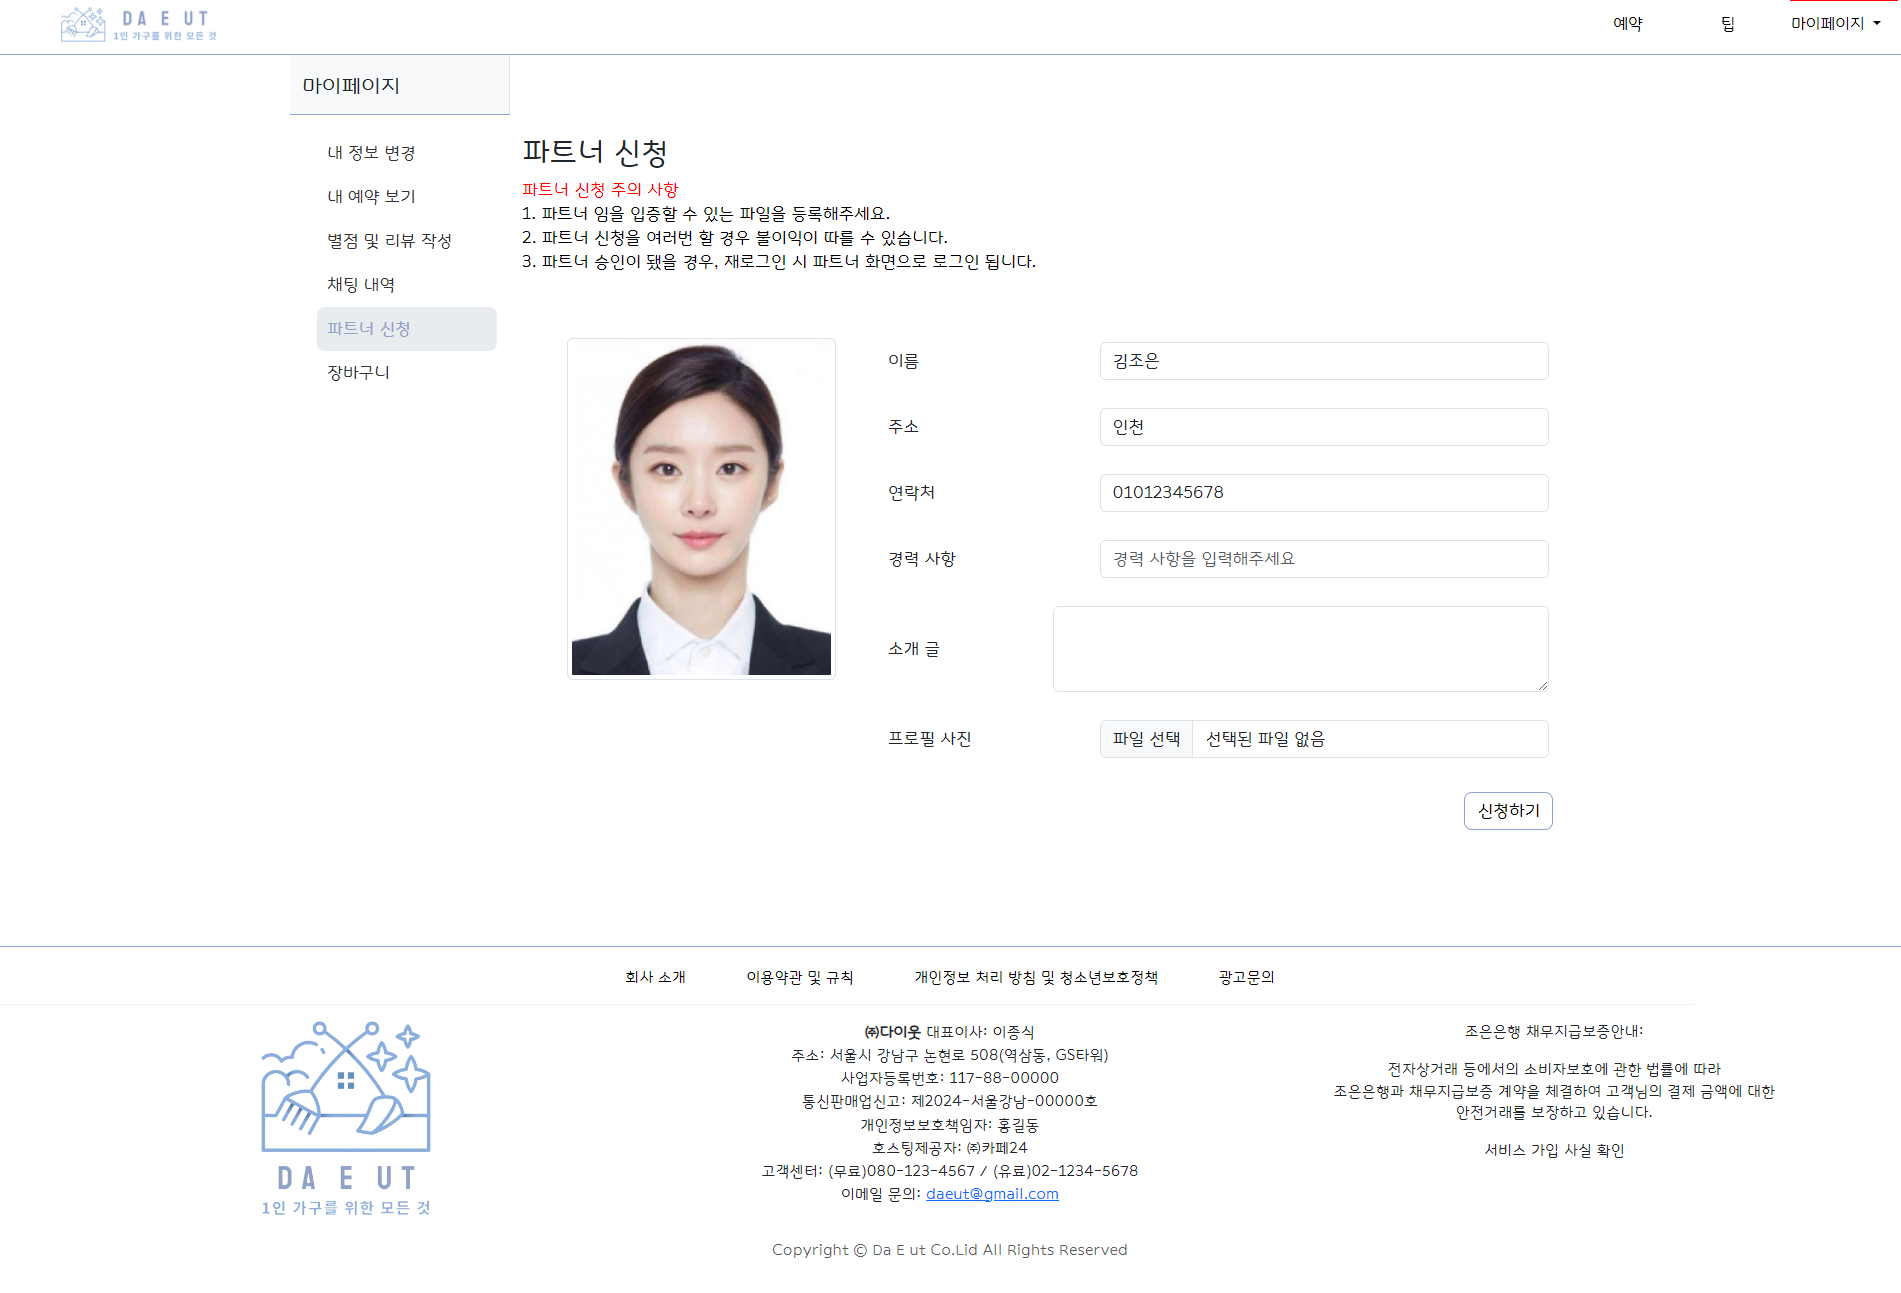 DA E UT
1인 가구를 위한 모든 것
예약
팁
마이페이지
마이페이지
내 정보 변경
내 예약 보기
별점 및 리뷰 작성
채팅 내역
파트너 신청
장바구니
파트너 신청
파트너 신청 주의 사항
1. 파트너 임을 입증할 수 있는 파일을 등록해주세요.
2. 파트너 신청을 여러번 할 경우 불이익이 따를 수 있습니다.
3. 파트너 승인이 됐을 경우, 재로그인 시 파트너 화면으로 로그인 됩니다.
이름
김조은
주소
인천
연락처
01012345678
경력 사항
경력 사항을 입력해주세요
소개 글
프로필 사진
파일 선택 선택된 파일 없음
신청하기
회사 소개
이용약관 및 규칙
개인정보 처리 방침 및 청소년보호정책
광고문의
DA E UT
1인 가구를 위한 모든 것
㈜다이웃 대표이사: 이종식
주소: 서울시 강남구 논현로 508(역삼동, GS타워)
사업자등록번호: 117-88-00000
통신판매업신고: 제2024-서울강남-00000호
개인정보보호책임자: 홍길동
호스팅제공자: ㈜카페24
고객센터: (무료)080-123-4567 / (유료)02-1234-5678
이메일 문의: daeut@gmail.com
조은은행 채무지급보증안내:
전자상거래 등에서의 소비자보호에 관한 법률에 따라
조은은행과 채무지급보증 계약을 체결하여 고객님의 결제 금액에 대한
안전거래를 보장하고 있습니다.
서비스 가입 사실 확인
Copyright © Da E ut Co.Lid All Rights Reserved